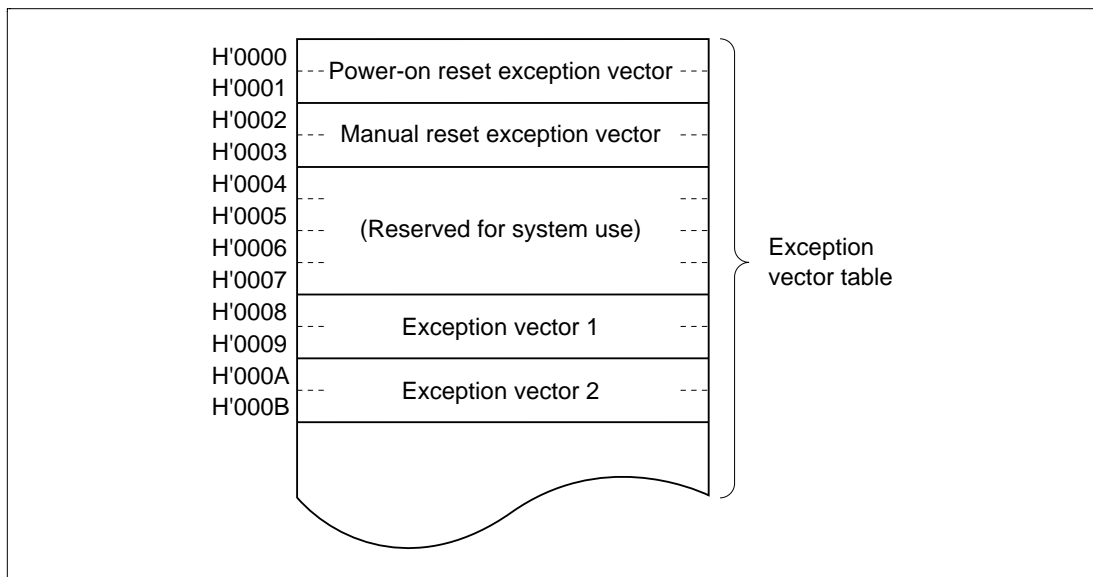 H'0000
Power-on reset exception vector
H'0001
H'0002
Manual reset exception vector
H'0003
H'0004
H'0005
(Reserved for system use)
H'0006
H'0007
H'0008
Exception vector 1
H'0009
H'000A
Exception vector 2
H'000B
Exception
vector table